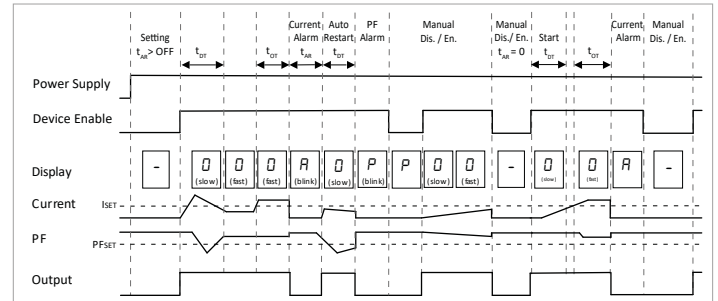 Setting
t_AR > OFF
t_DT
t_OT
Current
Alarm
t_AR
Auto
Restart
t_DT
PF
Alarm
Manual
Dis. / En.
Manual
Dis./ En.
t_AR = 0
Start
t_DT
t_OT
Current
Alarm
Manual
Dis. / En.
Power Supply
Device Enable
Display
-
0
(slow)
0
(fast)
0
(fast)
A
(blink)
0
(slow)
P
(blink)
P
0
(slow)
0
(fast)
-
0
(slow)
0
(fast)
A
-
Current
ISET
PF
PFSET
Output